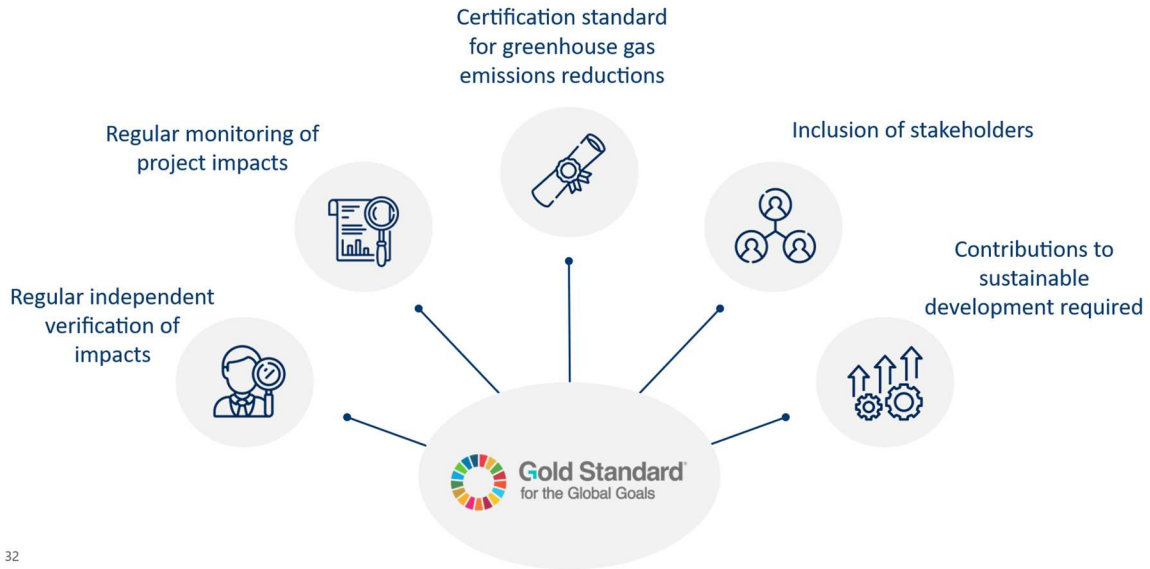 Certification standard
for greenhouse gas
emissions reductions
Regular monitoring of
project impacts
Inclusion of stakeholders
Regular independent
verification of
impacts
Contributions to
sustainable
development required
Gold Standard
for the Global Goals
32